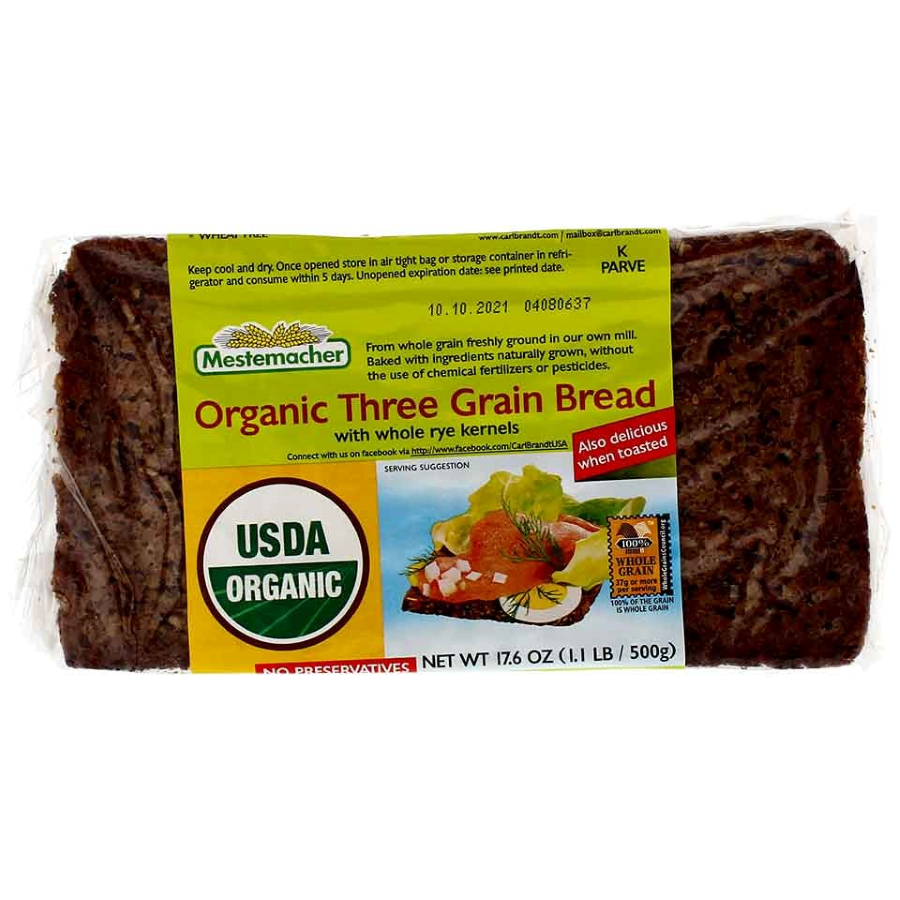 * WHEAT FREE
www.carlbrandt.com / mailbox@carlbrandt.com
Keep cool and dry. Once opened store in air tight bag or storage container in refri-
gerator and consume within 5 days. Unopened expiration date: see printed date.
K
PARVE
10.10.2021 04080637
Mestemacher
From whole grain freshly ground in our own mill.
Baked with ingredients naturally grown, without
the use of chemical fertilizers or pesticides.
Organic Three Grain Bread
with whole rye kernels
Connect with us on facebook via http://www.facebook.com/CarlBrandtUSA
Also delicious
when toasted
SERVING SUGGESTION
USDA
ORGANIC
100%
WHOLE
GRAIN
37g or more
per serving
WholeGrainsCouncil.org
100% OF THE GRAIN
IS WHOLE GRAIN
NO PRESERVATIVES
NET WT 17.6 OZ (1.1 LB / 500g)